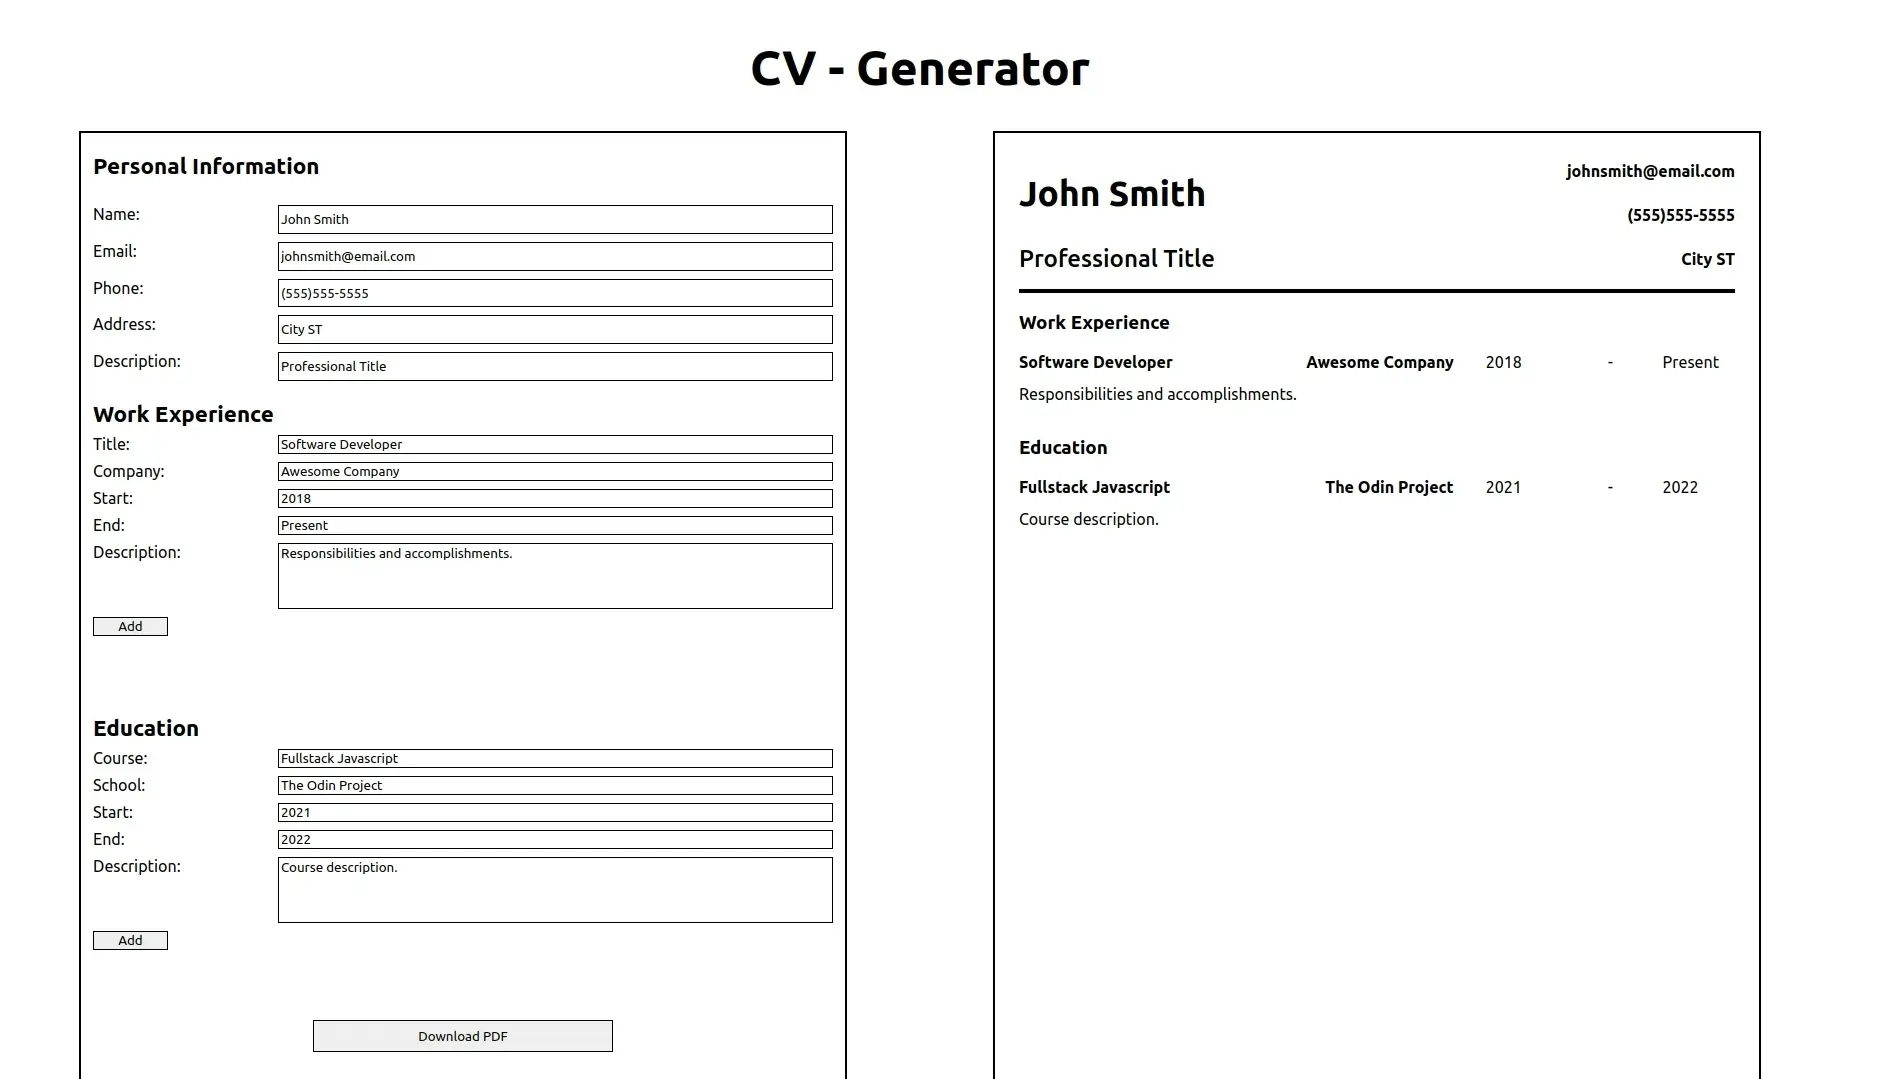 CV - Generator
Personal Information
Name: John Smith
Email: johnsmith@email.com
Phone: (555)555-5555
Address: City ST
Description: Professional Title
Work Experience
Title: Software Developer
Company: Awesome Company
Start: 2018
End: Present
Description: Responsibilities and accomplishments.
Add
Education
Course: Fullstack Javascript
School: The Odin Project
Start: 2021
End: 2022
Description: Course description.
Add
Download PDF
John Smith
johnsmith@email.com
(555)555-5555
Professional Title
City ST
Work Experience
Software Developer Awesome Company 2018 - Present
Responsibilities and accomplishments.
Education
Fullstack Javascript The Odin Project 2021 - 2022
Course description.